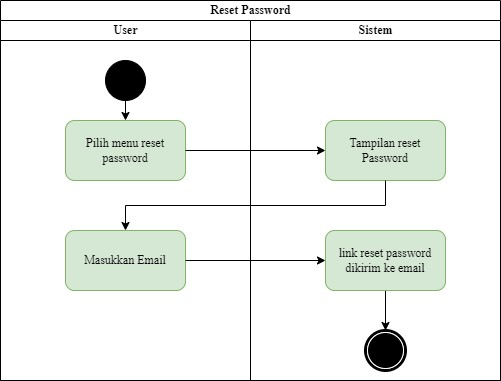 Reset Password
User
Sistem
Pilih menu reset
password
Tampilan reset
Password
Masukkan Email
link reset password
dikirim ke email